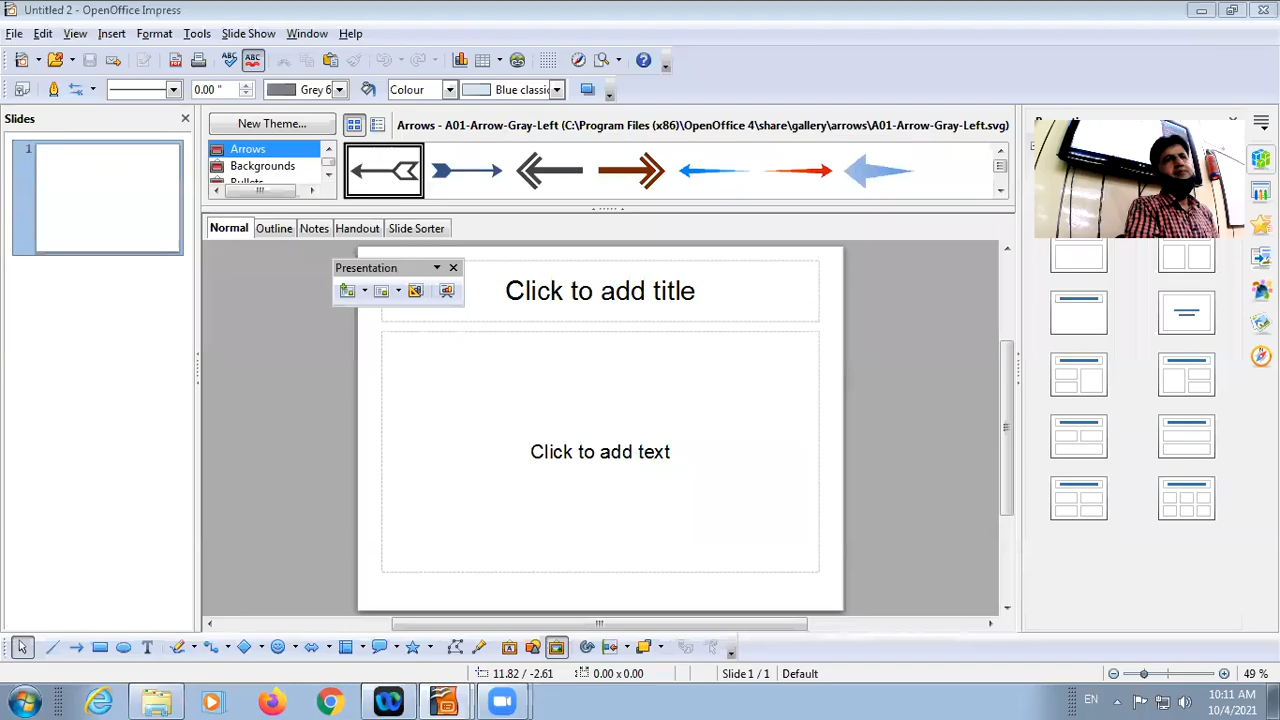 Untitled 2 - OpenOffice Impress
File Edit View Insert Format Tools Slide Show Window Help
0.00 " Grey 6 Colour Blue classic
Slides
New Theme...
Arrows - A01-Arrow-Gray-Left (C:\Program Files (x86)\OpenOffice 4\share\gallery\arrows\A01-Arrow-Gray-Left.svg)
1
Arrows
Backgrounds
Bullets
Normal Outline Notes Handout Slide Sorter
Presentation
Click to add title
Click to add text
11.82 / -2.61 0.00 x 0.00 Slide 1 / 1 Default 49 %
EN
10:11 AM
10/4/2021